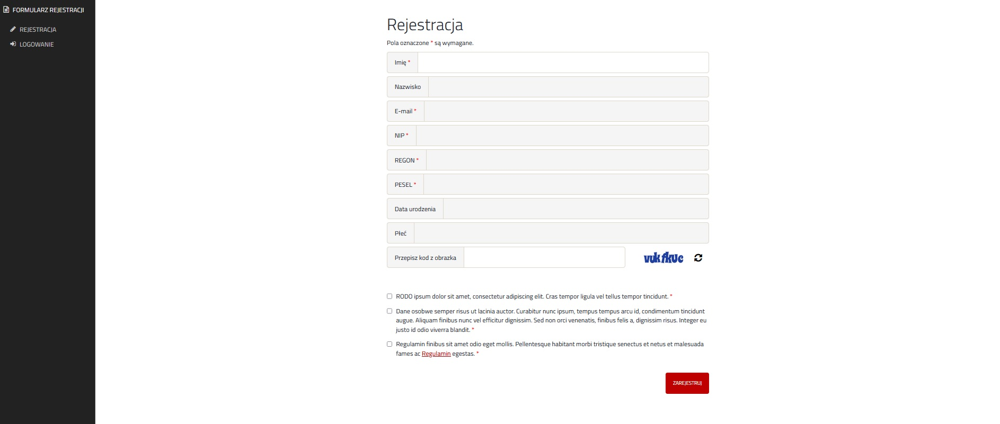 FORMULARZ REJESTRACJI
REJESTRACJA
LOGOWANIE
Rejestracja
Pola oznaczone * są wymagane.
Imię *
Nazwisko
E-mail *
NIP *
REGON *
PESEL *
Data urodzenia
Płeć
Przepisz kod z obrazka
vuk fkuc
RODO ipsum dolor sit amet, consectetur adipiscing elit. Cras tempor ligula vel tellus tempor tincidunt. *
Dane osobwe semper risus ut lacinia auctor. Curabitur nunc ipsum, tempus tempus arcu id, condimentum tincidunt
augue. Aliquam finibus nunc vel efficitur dignissim. Sed non orci venenatis, finibus felis a, dignissim risus. Integer eu
justo id odio viverra blandit. *
Regulamin finibus sit amet odio eget mollis. Pellentesque habitant morbi tristique senectus et netus et malesuada
fames ac Regulamin egestas. *
ZAREJESTRUJ